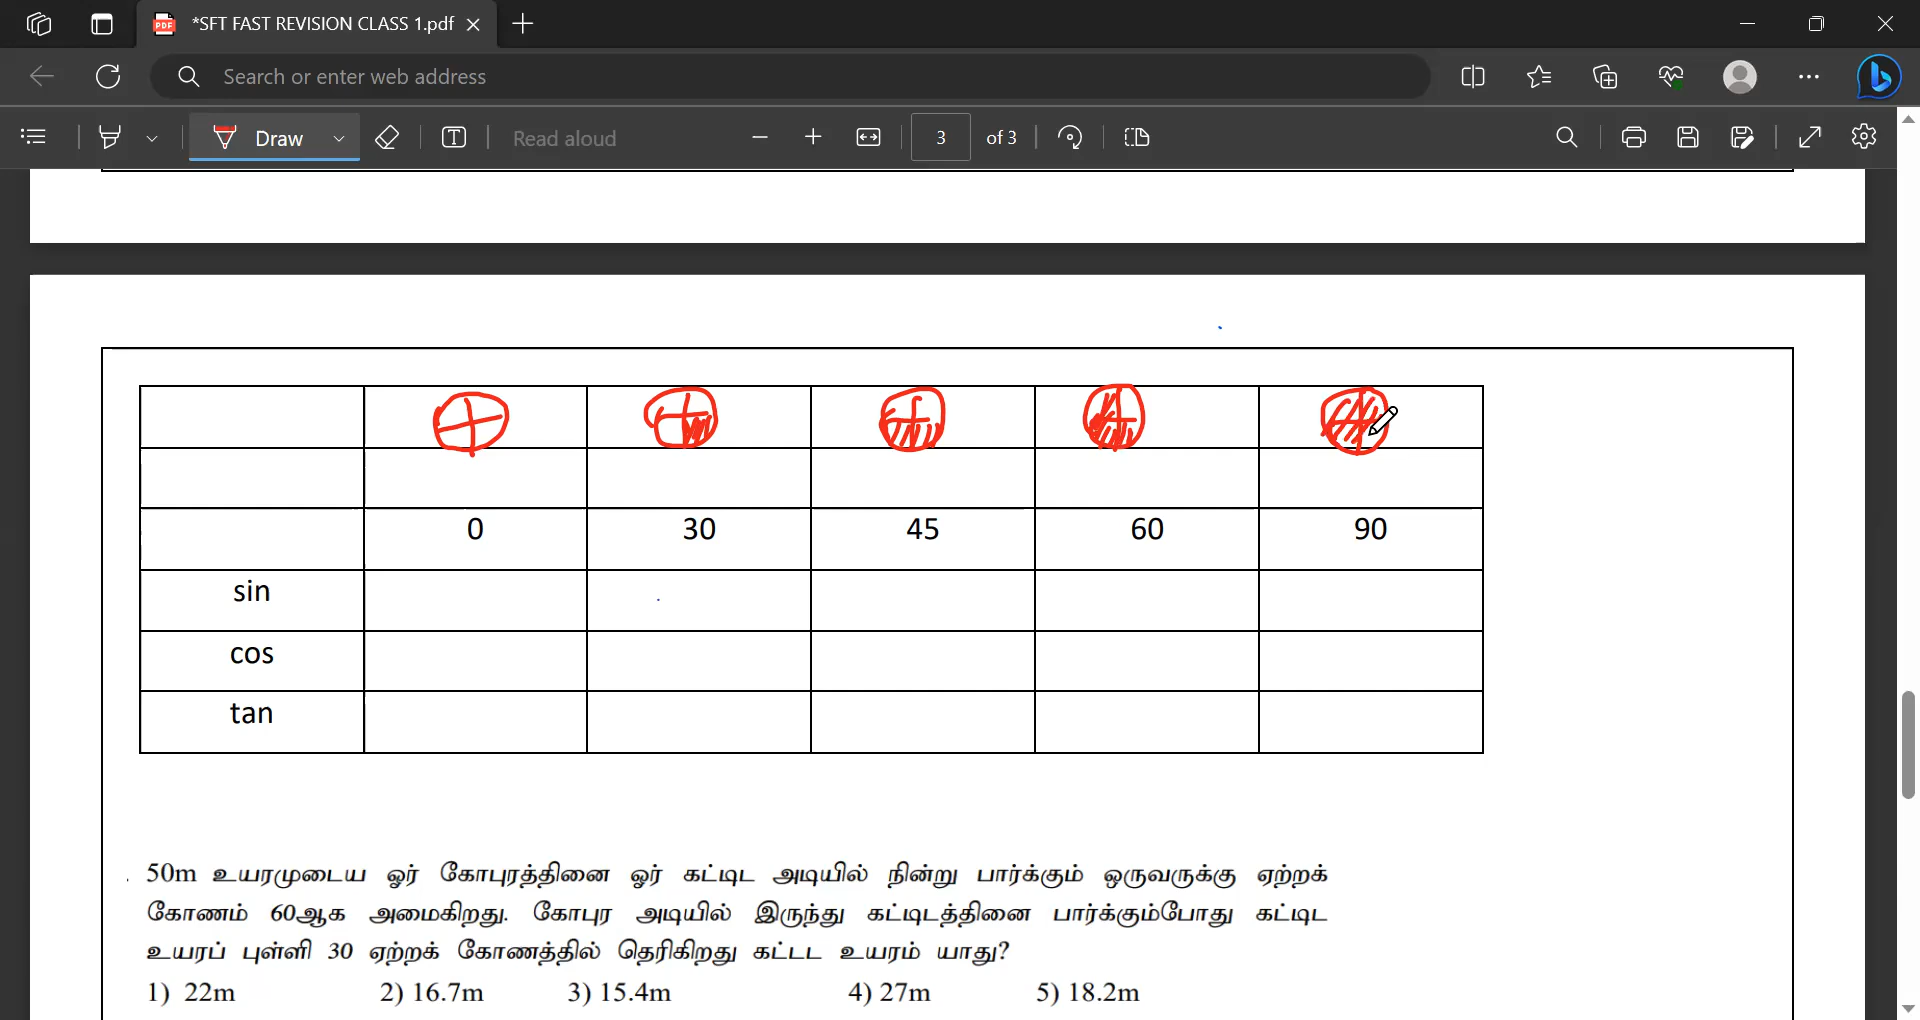 *SFT FAST REVISION CLASS 1.pdf
Search or enter web address
Draw
Read aloud
3 of 3
0 30 45 60 90
sin
cos
tan
50m உயரமுடைய ஓர் கோபுரத்தினை ஓர் கட்டிட அடியில் நின்று பார்க்கும் ஒருவருக்கு ஏற்றக்
கோணம் 60ஆக அமைகிறது. கோபுர அடியில் இருந்து கட்டிடத்தினை பார்க்கும்போது கட்டிட
உயரப் புள்ளி 30 ஏற்றக் கோணத்தில் தெரிகிறது கட்டட உயரம் யாது?
1) 22m 2) 16.7m 3) 15.4m 4) 27m 5) 18.2m